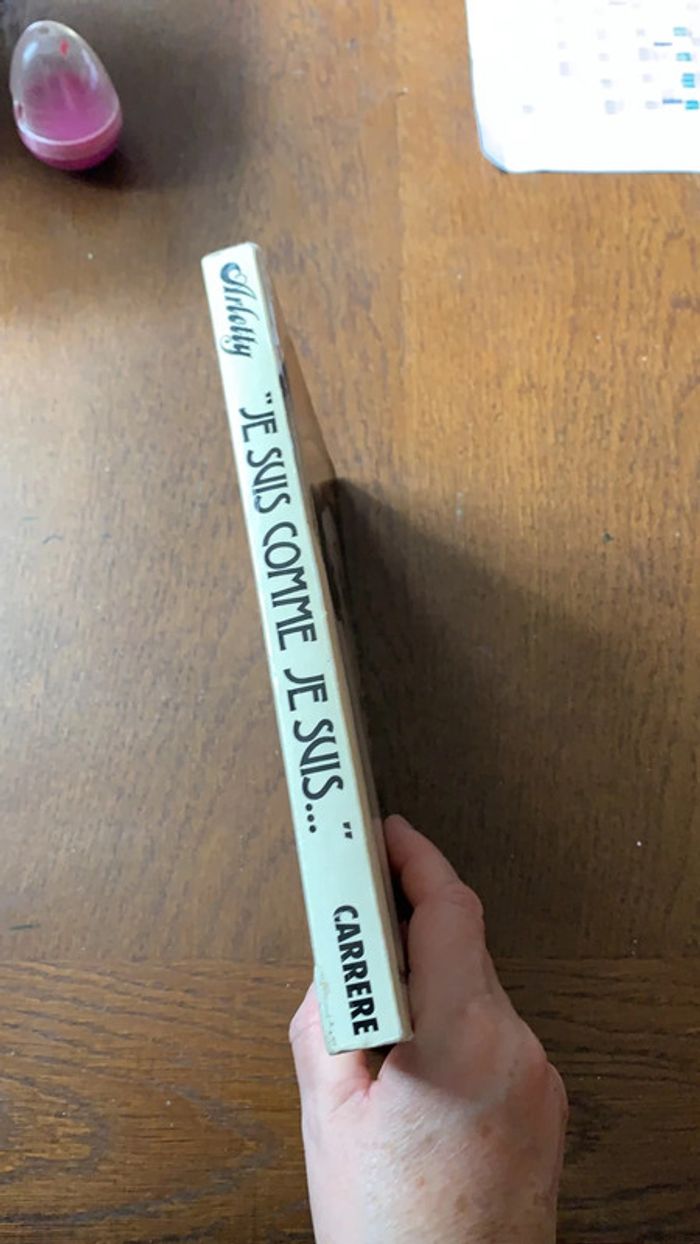 Arletty
"JE SUIS COMME JE SUIS..."
CARRERE